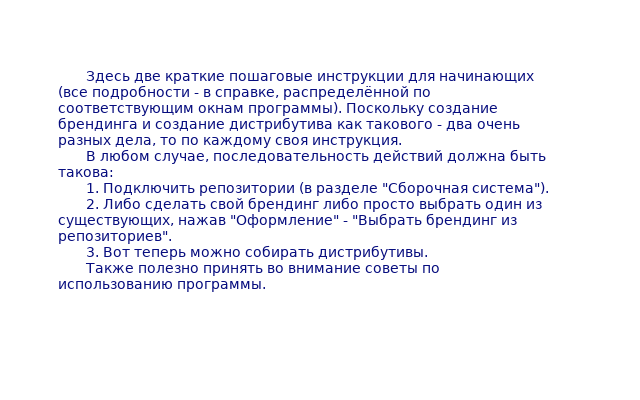 Здесь две краткие пошаговые инструкции для начинающих
(все подробности - в справке, распределённой по
соответствующим окнам программы). Поскольку создание
брендинга и создание дистрибутива как такового - два очень
разных дела, то по каждому своя инструкция.
В любом случае, последовательность действий должна быть
такова:
1. Подключить репозитории (в разделе "Сборочная система").
2. Либо сделать свой брендинг либо просто выбрать один из
существующих, нажав "Оформление" - "Выбрать брендинг из
репозиториев".
3. Вот теперь можно собирать дистрибутивы.
Также полезно принять во внимание советы по
использованию программы.